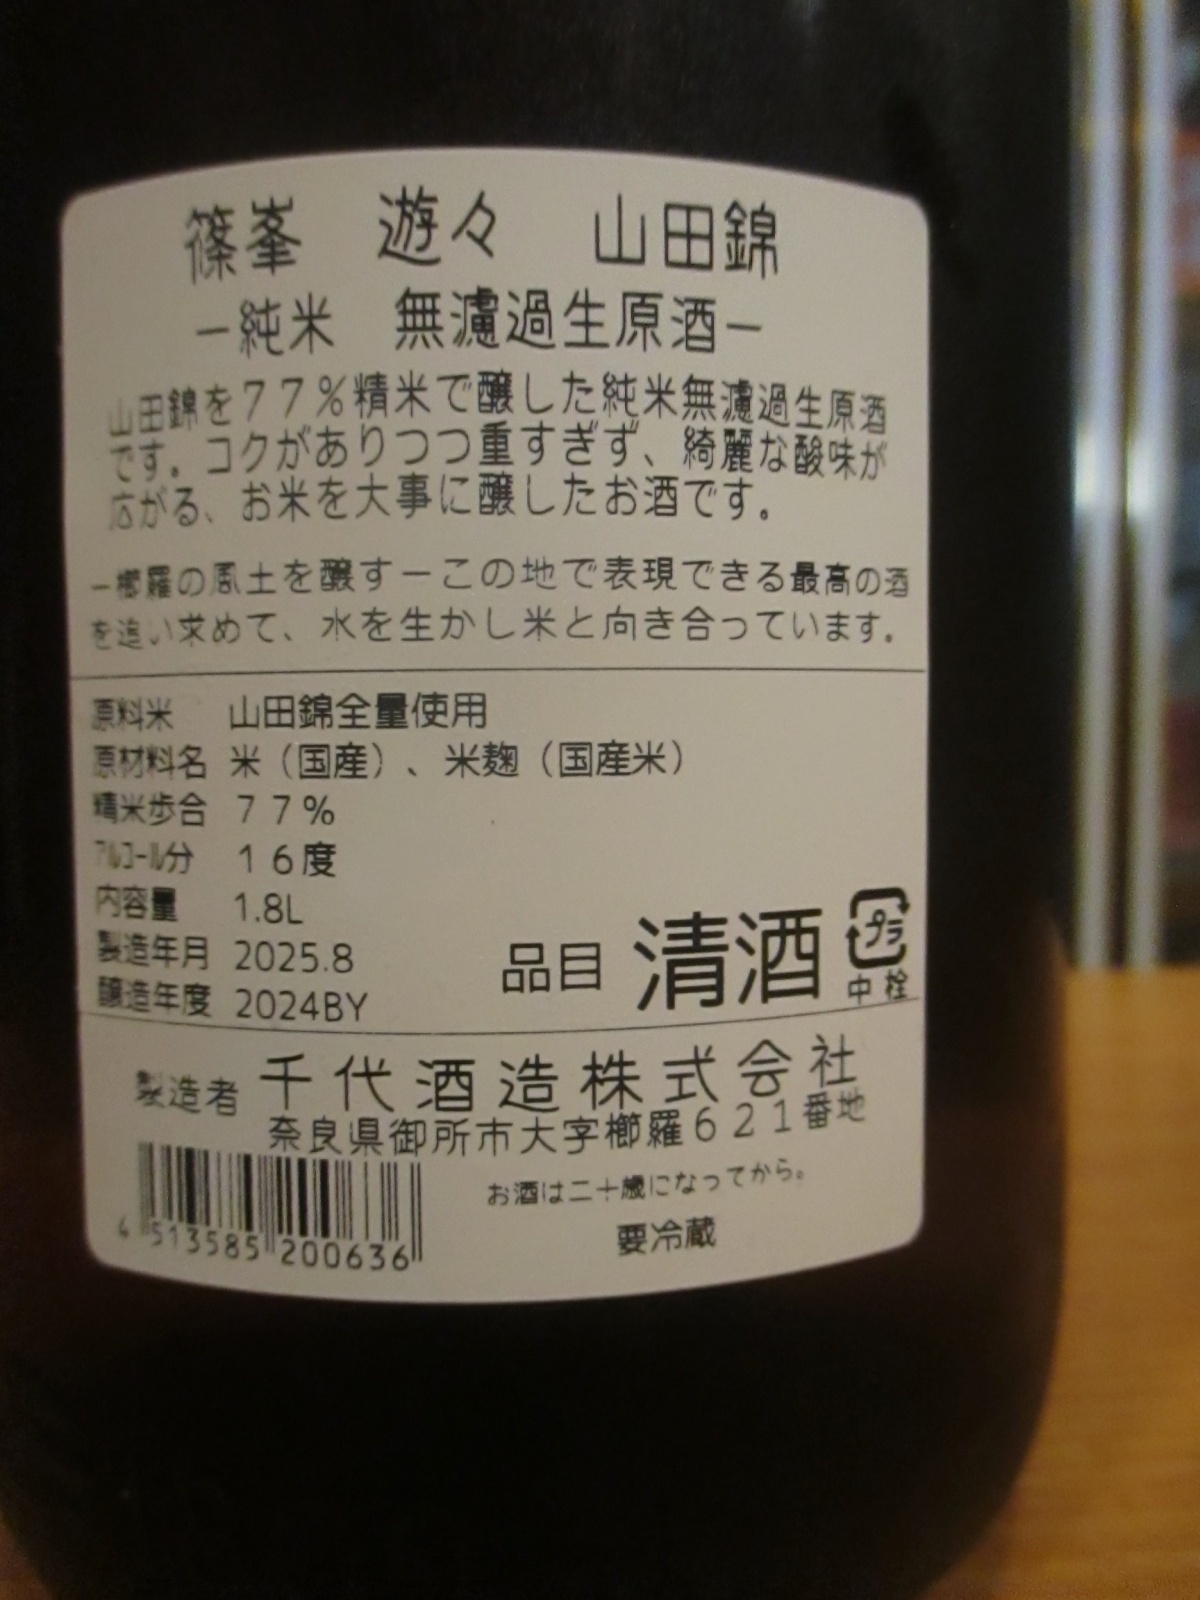 篠峯 遊々 山田錦
ー純米 無濾過生原酒ー
山田錦を77%精米で醸した純米無濾過生原酒
です。コクがありつつ重すぎず、綺麗な酸味が
広がる、お米を大事に醸したお酒です。
ー櫛羅の風土を醸すーこの地で表現できる最高の酒
を追い求めて、水を生かし米と向き合っています。
原料米 山田錦全量使用
原材料名 米(国産)、米麹(国産米)
精米歩合 77%
アルコール分 16度
内容量 1.8L
製造年月 2025.8
醸造年度 2024BY
品目 清酒
プラ
中栓
製造者 千代酒造株式会社
奈良県御所市大字櫛羅621番地
お酒は二十歳になってから。
要冷蔵
4 513585 200636